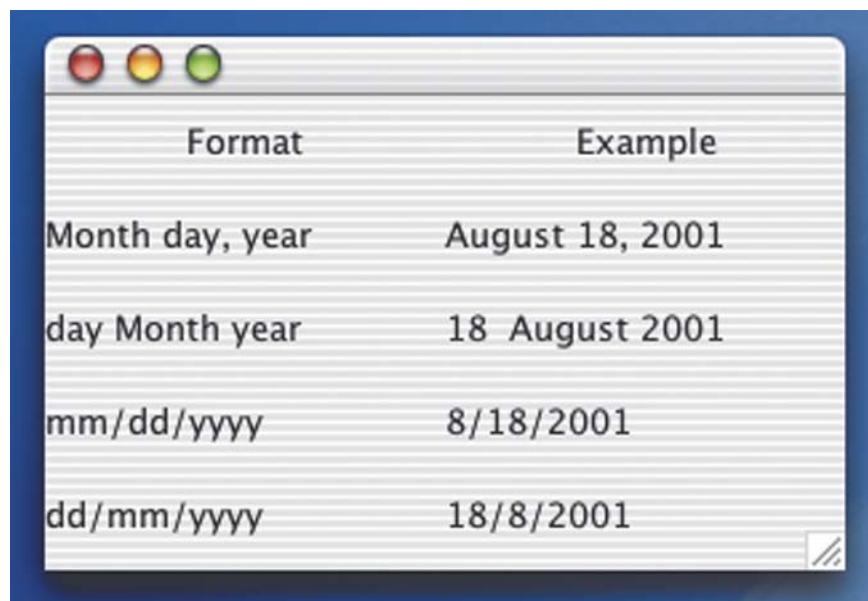 Format Example
Month day, year August 18, 2001
day Month year 18  August 2001
mm/dd/yyyy 8/18/2001
dd/mm/yyyy 18/8/2001